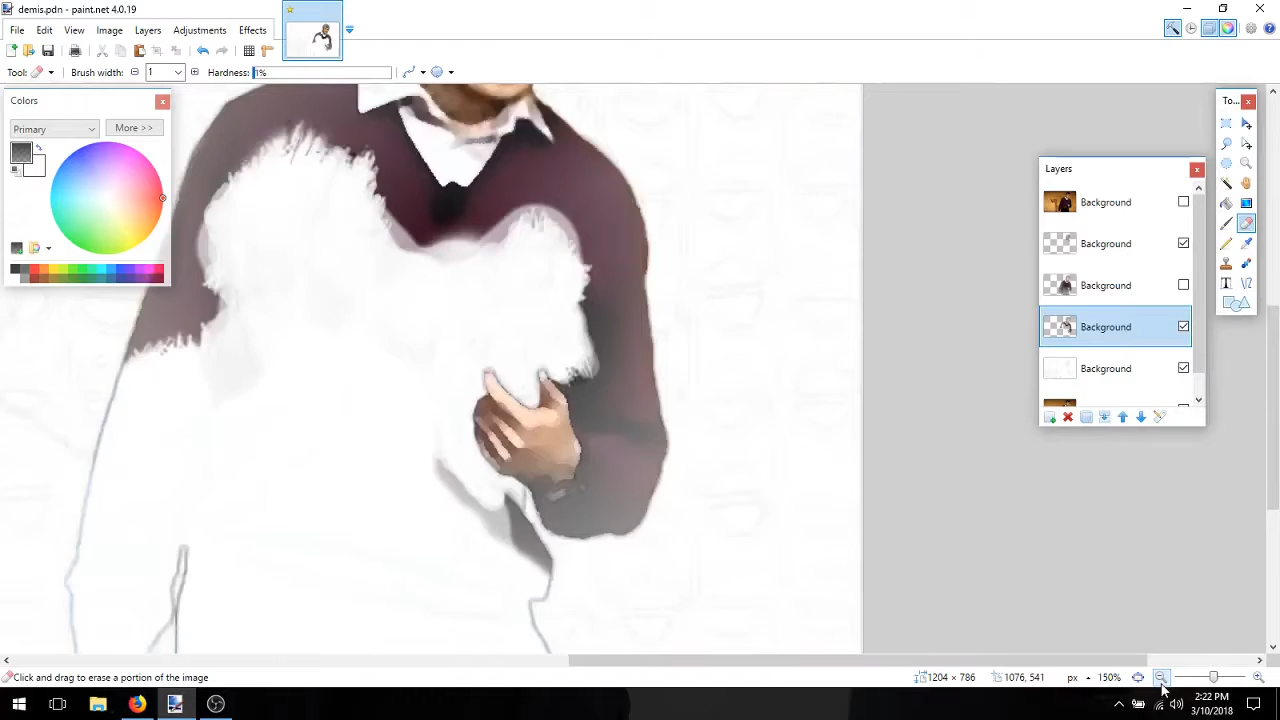 demis.pdn - paint.net 4.0.19
File Edit View Image Layers Adjustments Effects
Tool: Brush width: 1 Hardness: 1%
Colors
Primary More >>
To...
Layers
Background
Background
Background
Background
Background
Click and drag to erase a portion of the image 1204 × 786 1076, 541 px 150%
2:22 PM
3/10/2018